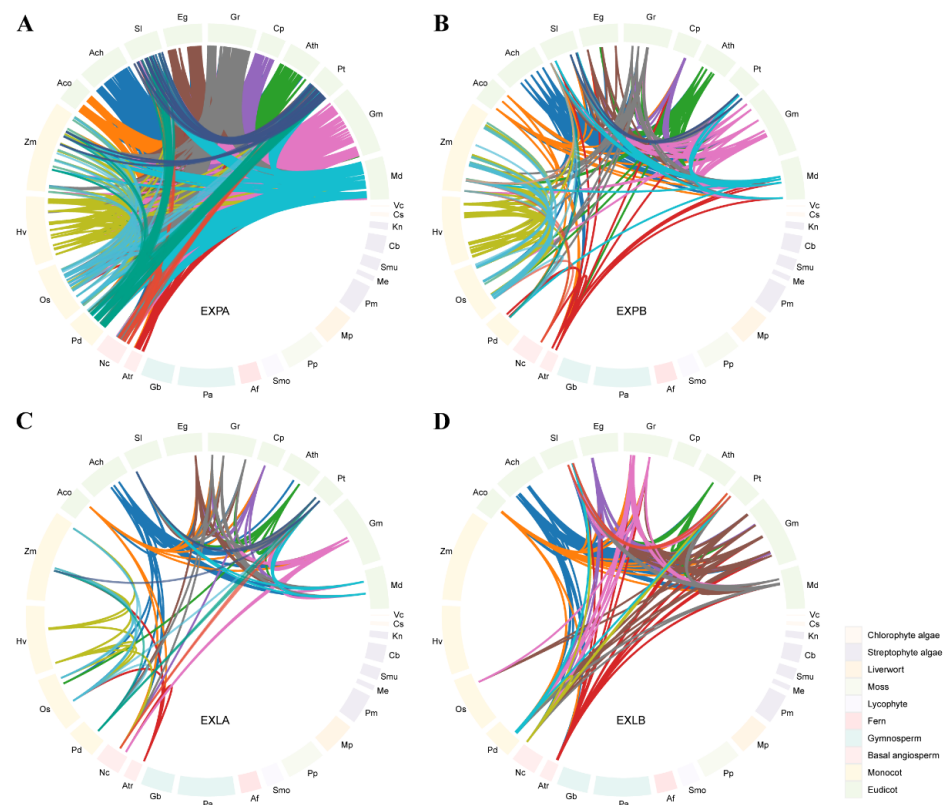 A
Aco
Ach
Sl
Eg
Gr
Cp
Ath
Pt
Gm
Md
Vc
Cs
Kn
Cb
Smu
Me
Pm
Mp
Pp
Smo
Af
Pa
Gb
Atr
Nc
Pd
Os
Hv
Zm
EXPA
B
Aco
Ach
Sl
Eg
Gr
Cp
Ath
Pt
Gm
Md
Vc
Cs
Kn
Cb
Smu
Me
Pm
Mp
Pp
Smo
Af
Pa
Gb
Atr
Nc
Pd
Os
Hv
Zm
EXPB
C
Aco
Ach
Sl
Eg
Gr
Cp
Ath
Pt
Gm
Md
Vc
Cs
Kn
Cb
Smu
Me
Pm
Mp
Pp
Smo
Af
Pa
Gb
Atr
Nc
Pd
Os
Hv
Zm
EXLA
D
Aco
Ach
Sl
Eg
Gr
Cp
Ath
Pt
Gm
Md
Vc
Cs
Kn
Cb
Smu
Me
Pm
Mp
Pp
Smo
Af
Pa
Gb
Atr
Nc
Pd
Os
Hv
Zm
EXLB
Chlorophyte algae
Streptophyte algae
Liverwort
Moss
Lycophyte
Fern
Gymnosperm
Basal angiosperm
Monocot
Eudicot